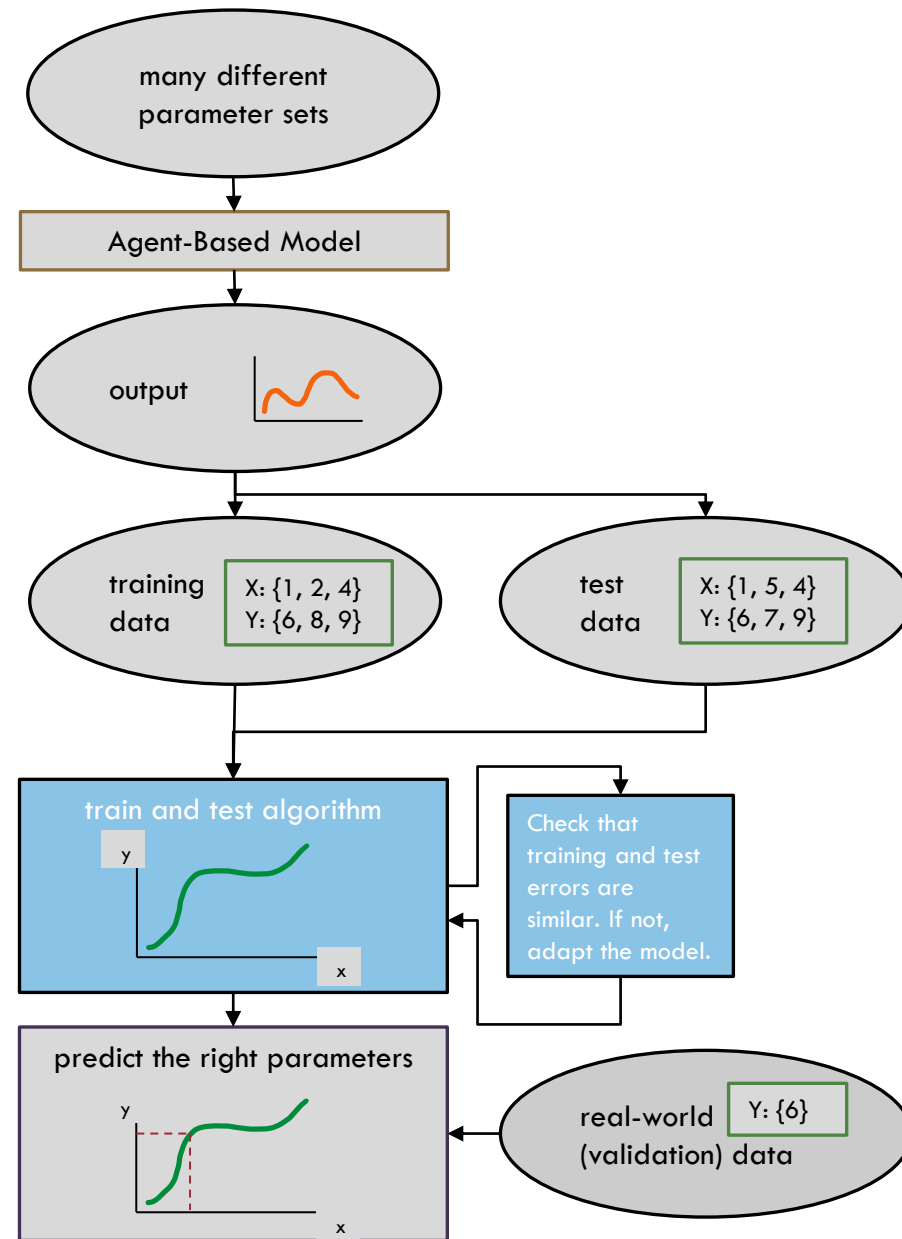 many different
parameter sets
Agent-Based Model
output
training
data
X: {1, 2, 4}
Y: {6, 8, 9}
test
data
X: {1, 5, 4}
Y: {6, 7, 9}
train and test algorithm
y
x
Check that
training and test
errors are
similar. If not,
adapt the model.
predict the right parameters
y
x
real-world
(validation) data
Y: {6}